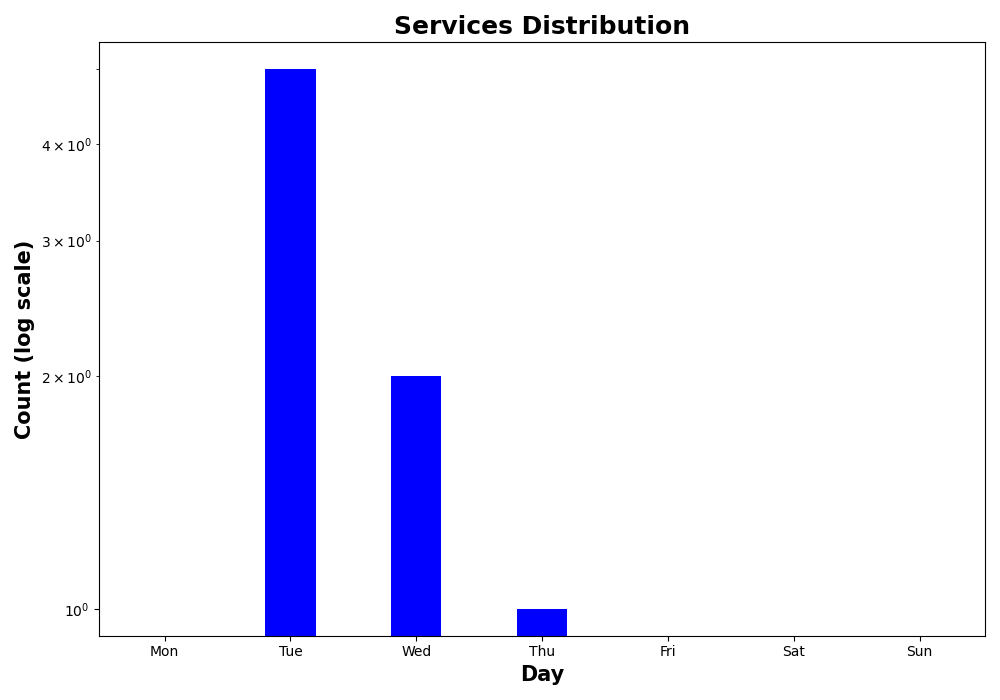 Services Distribution
Count (log scale)
4 × 10⁰
3 × 10⁰
2 × 10⁰
10⁰
Mon Tue Wed Thu Fri Sat Sun
Day